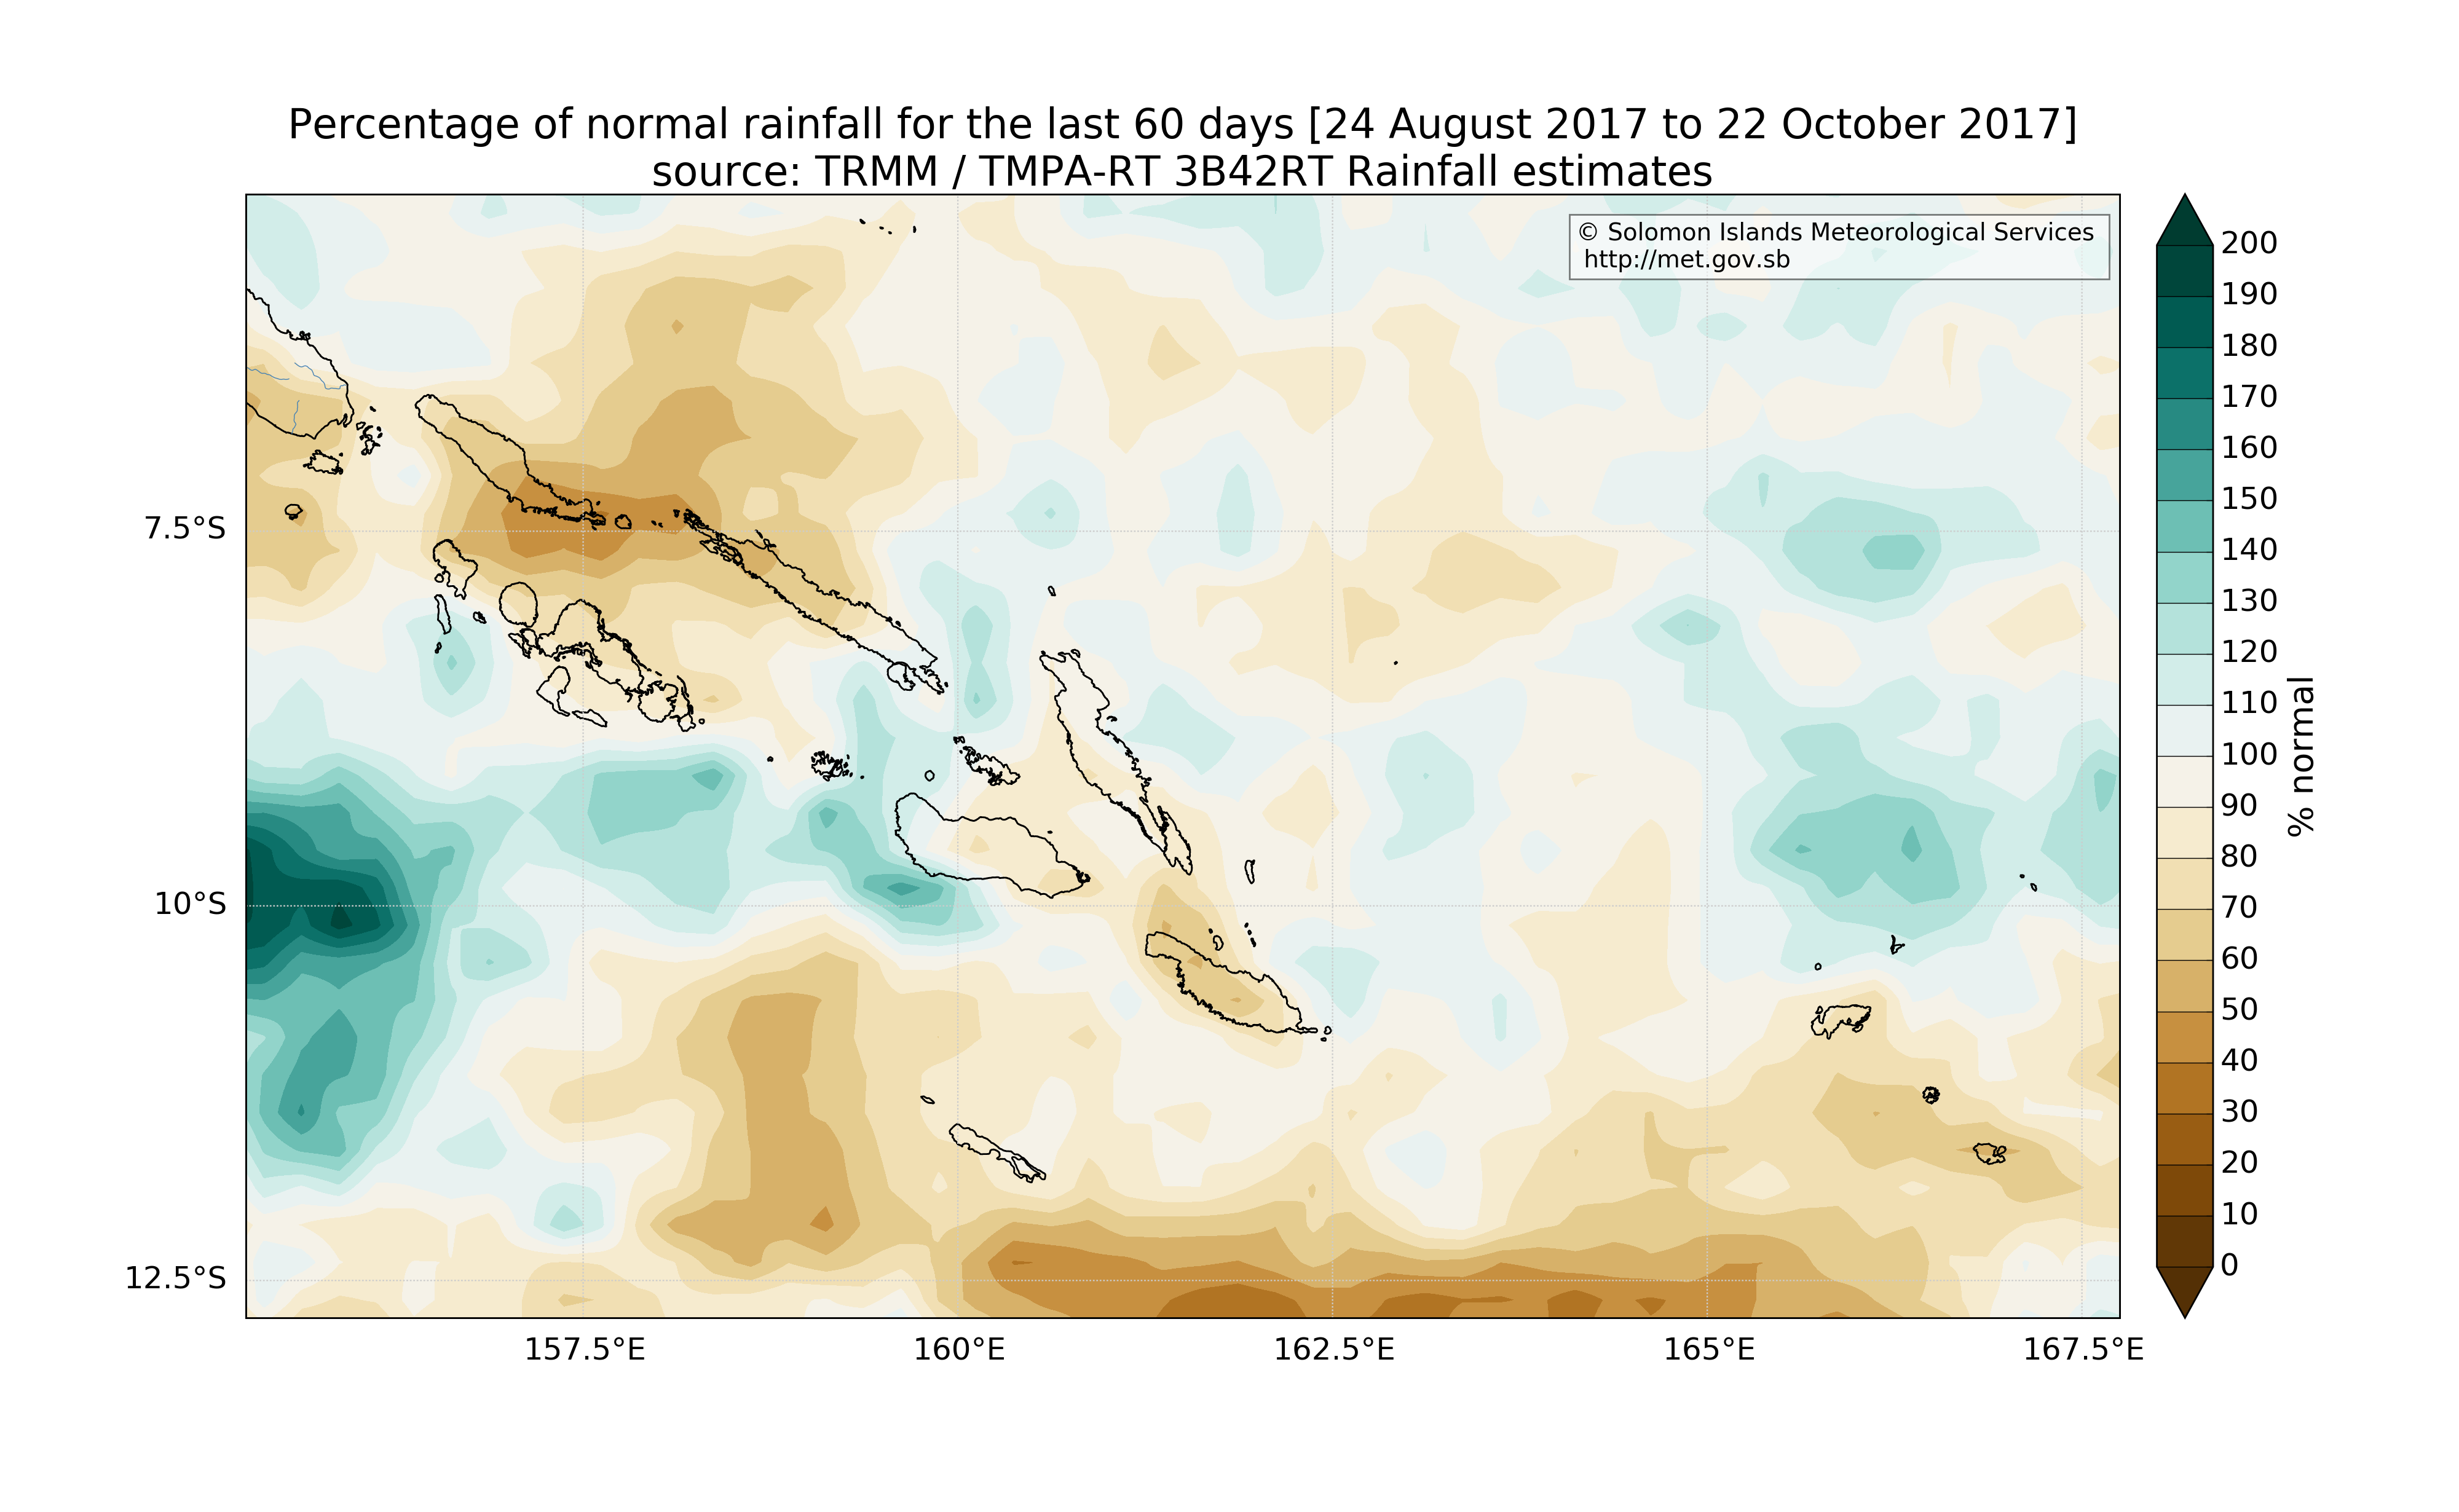 Percentage of normal rainfall for the last 60 days [24 August 2017 to 22 October 2017]
source: TRMM / TMPA-RT 3B42RT Rainfall estimates
© Solomon Islands Meteorological Services
http://met.gov.sb
7.5°S
10°S
12.5°S
157.5°E
160°E
162.5°E
165°E
167.5°E
200
190
180
170
160
150
140
130
120
110
100
90
80
70
60
50
40
30
20
10
0
% normal